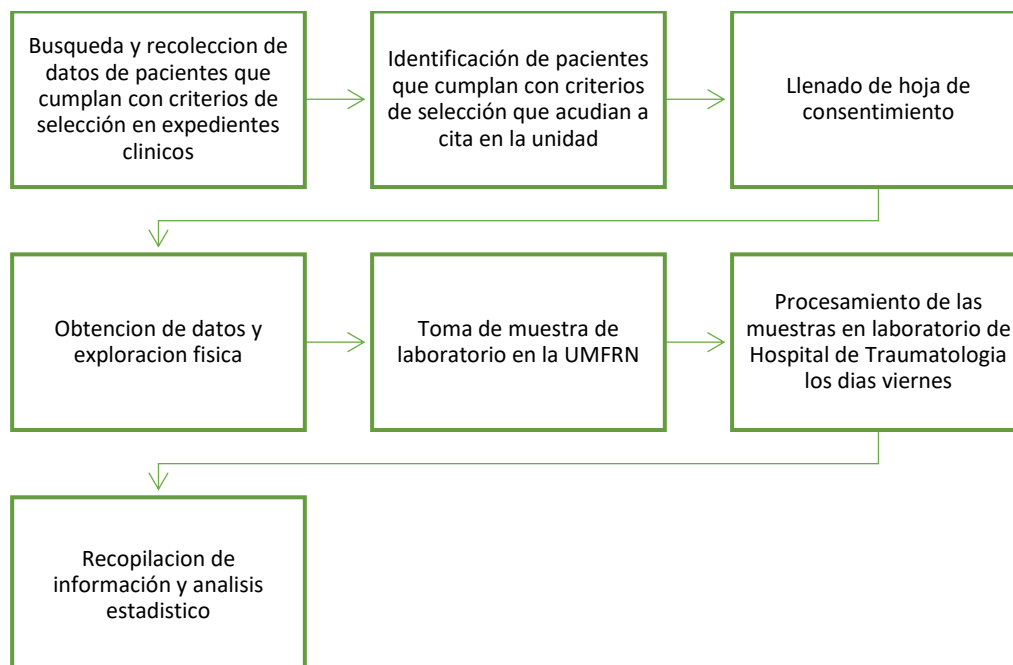 Busqueda y recoleccion de
datos de pacientes que
cumplan con criterios de
selección en expedientes
clinicos
Identificación de pacientes
que cumplan con criterios
de selección que acudian a
cita en la unidad
Llenado de hoja de
consentimiento
Obtencion de datos y
exploracion fisica
Toma de muestra de
laboratorio en la UMFRN
Procesamiento de las
muestras en laboratorio de
Hospital de Traumatologia
los dias viernes
Recopilacion de
información y analisis
estadistico